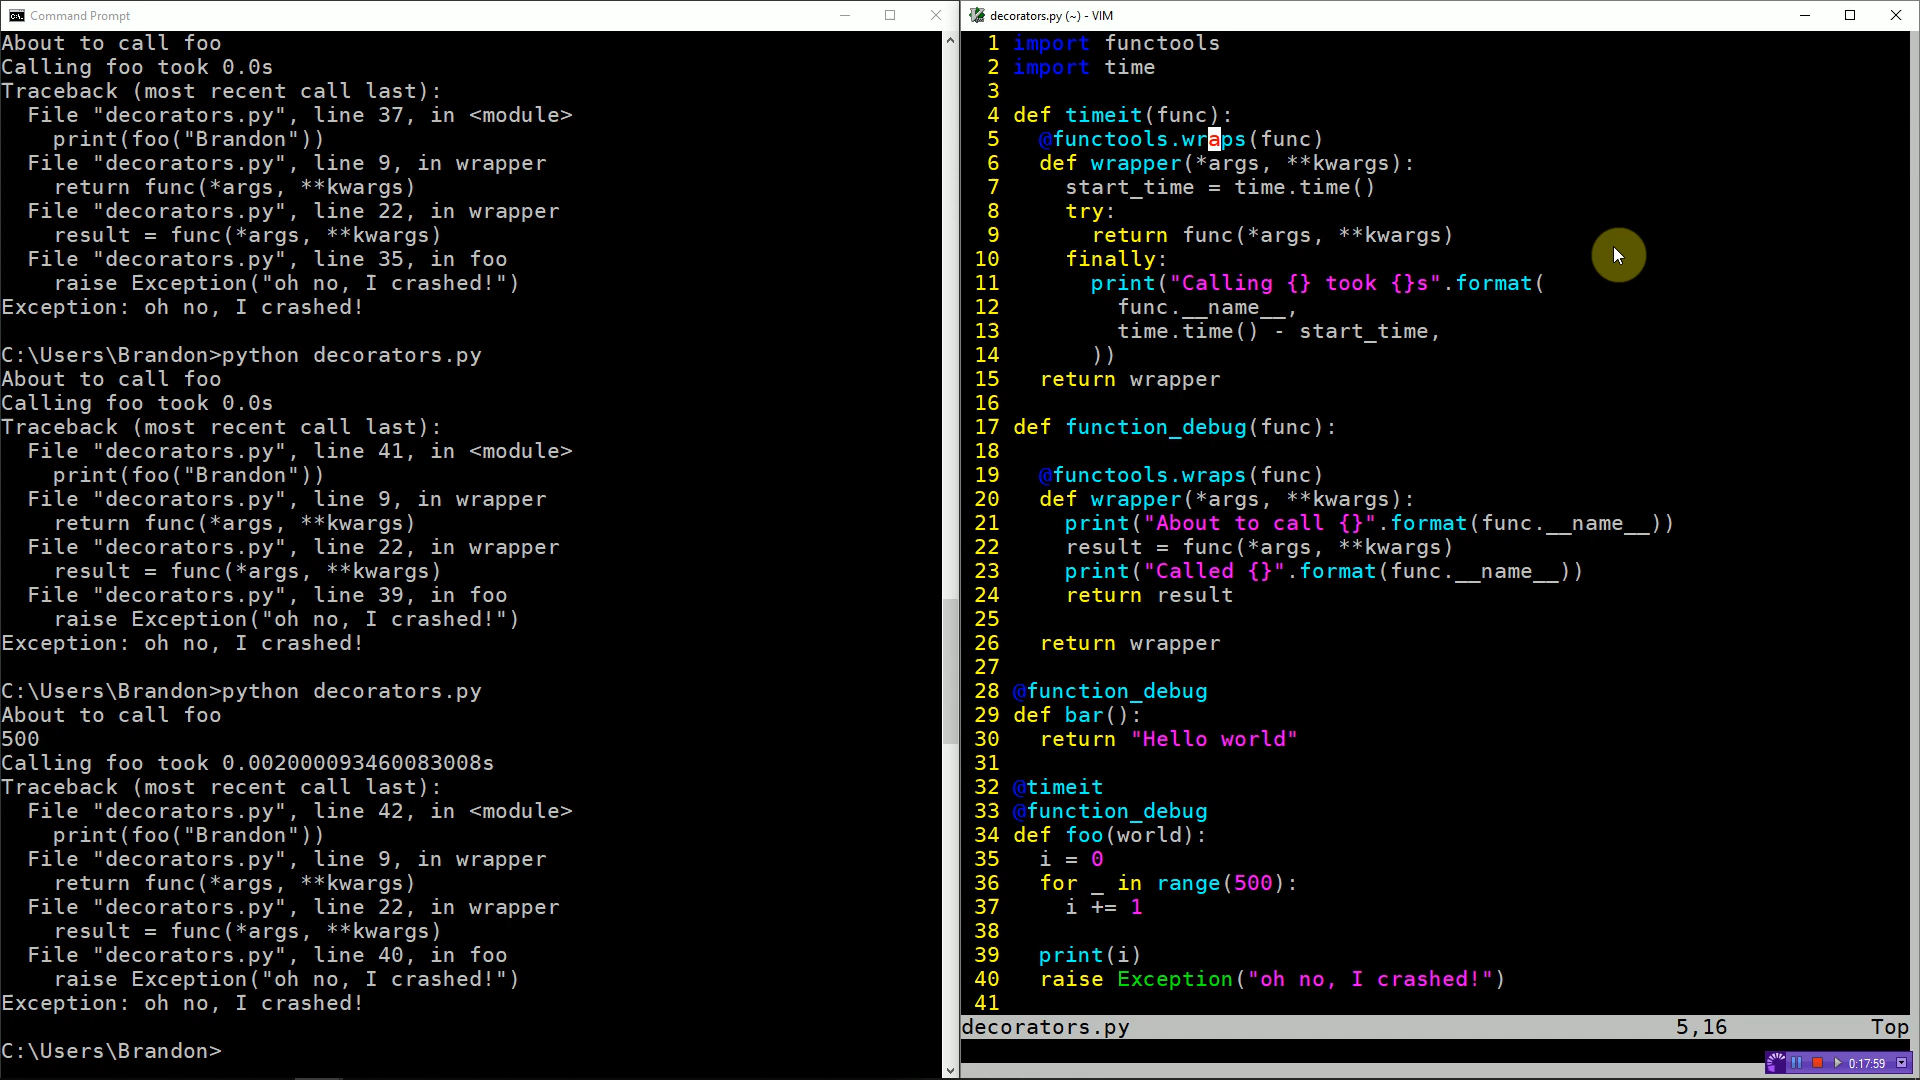 Command Prompt
About to call foo
Calling foo took 0.0s
Traceback (most recent call last):
  File "decorators.py", line 37, in <module>
    print(foo("Brandon"))
  File "decorators.py", line 9, in wrapper
    return func(*args, **kwargs)
  File "decorators.py", line 22, in wrapper
    result = func(*args, **kwargs)
  File "decorators.py", line 35, in foo
    raise Exception("oh no, I crashed!")
Exception: oh no, I crashed!

C:\Users\Brandon>python decorators.py
About to call foo
Calling foo took 0.0s
Traceback (most recent call last):
  File "decorators.py", line 41, in <module>
    print(foo("Brandon"))
  File "decorators.py", line 9, in wrapper
    return func(*args, **kwargs)
  File "decorators.py", line 22, in wrapper
    result = func(*args, **kwargs)
  File "decorators.py", line 39, in foo
    raise Exception("oh no, I crashed!")
Exception: oh no, I crashed!

C:\Users\Brandon>python decorators.py
About to call foo
500
Calling foo took 0.002000093460083008s
Traceback (most recent call last):
  File "decorators.py", line 42, in <module>
    print(foo("Brandon"))
  File "decorators.py", line 9, in wrapper
    return func(*args, **kwargs)
  File "decorators.py", line 22, in wrapper
    result = func(*args, **kwargs)
  File "decorators.py", line 40, in foo
    raise Exception("oh no, I crashed!")
Exception: oh no, I crashed!

C:\Users\Brandon>
decorators.py (~) - VIM
1 import functools
2 import time
3
4 def timeit(func):
5   @functools.wraps(func)
6   def wrapper(*args, **kwargs):
7     start_time = time.time()
8     try:
9       return func(*args, **kwargs)
10     finally:
11       print("Calling {} took {}s".format(
12         func.__name__,
13         time.time() - start_time,
14       ))
15   return wrapper
16
17 def function_debug(func):
18
19   @functools.wraps(func)
20   def wrapper(*args, **kwargs):
21     print("About to call {}".format(func.__name__))
22     result = func(*args, **kwargs)
23     print("Called {}".format(func.__name__))
24     return result
25
26   return wrapper
27
28 @function_debug
29 def bar():
30   return "Hello world"
31
32 @timeit
33 @function_debug
34 def foo(world):
35   i = 0
36   for _ in range(500):
37     i += 1
38
39   print(i)
40   raise Exception("oh no, I crashed!")
41
decorators.py 5,16 Top
0:17:59